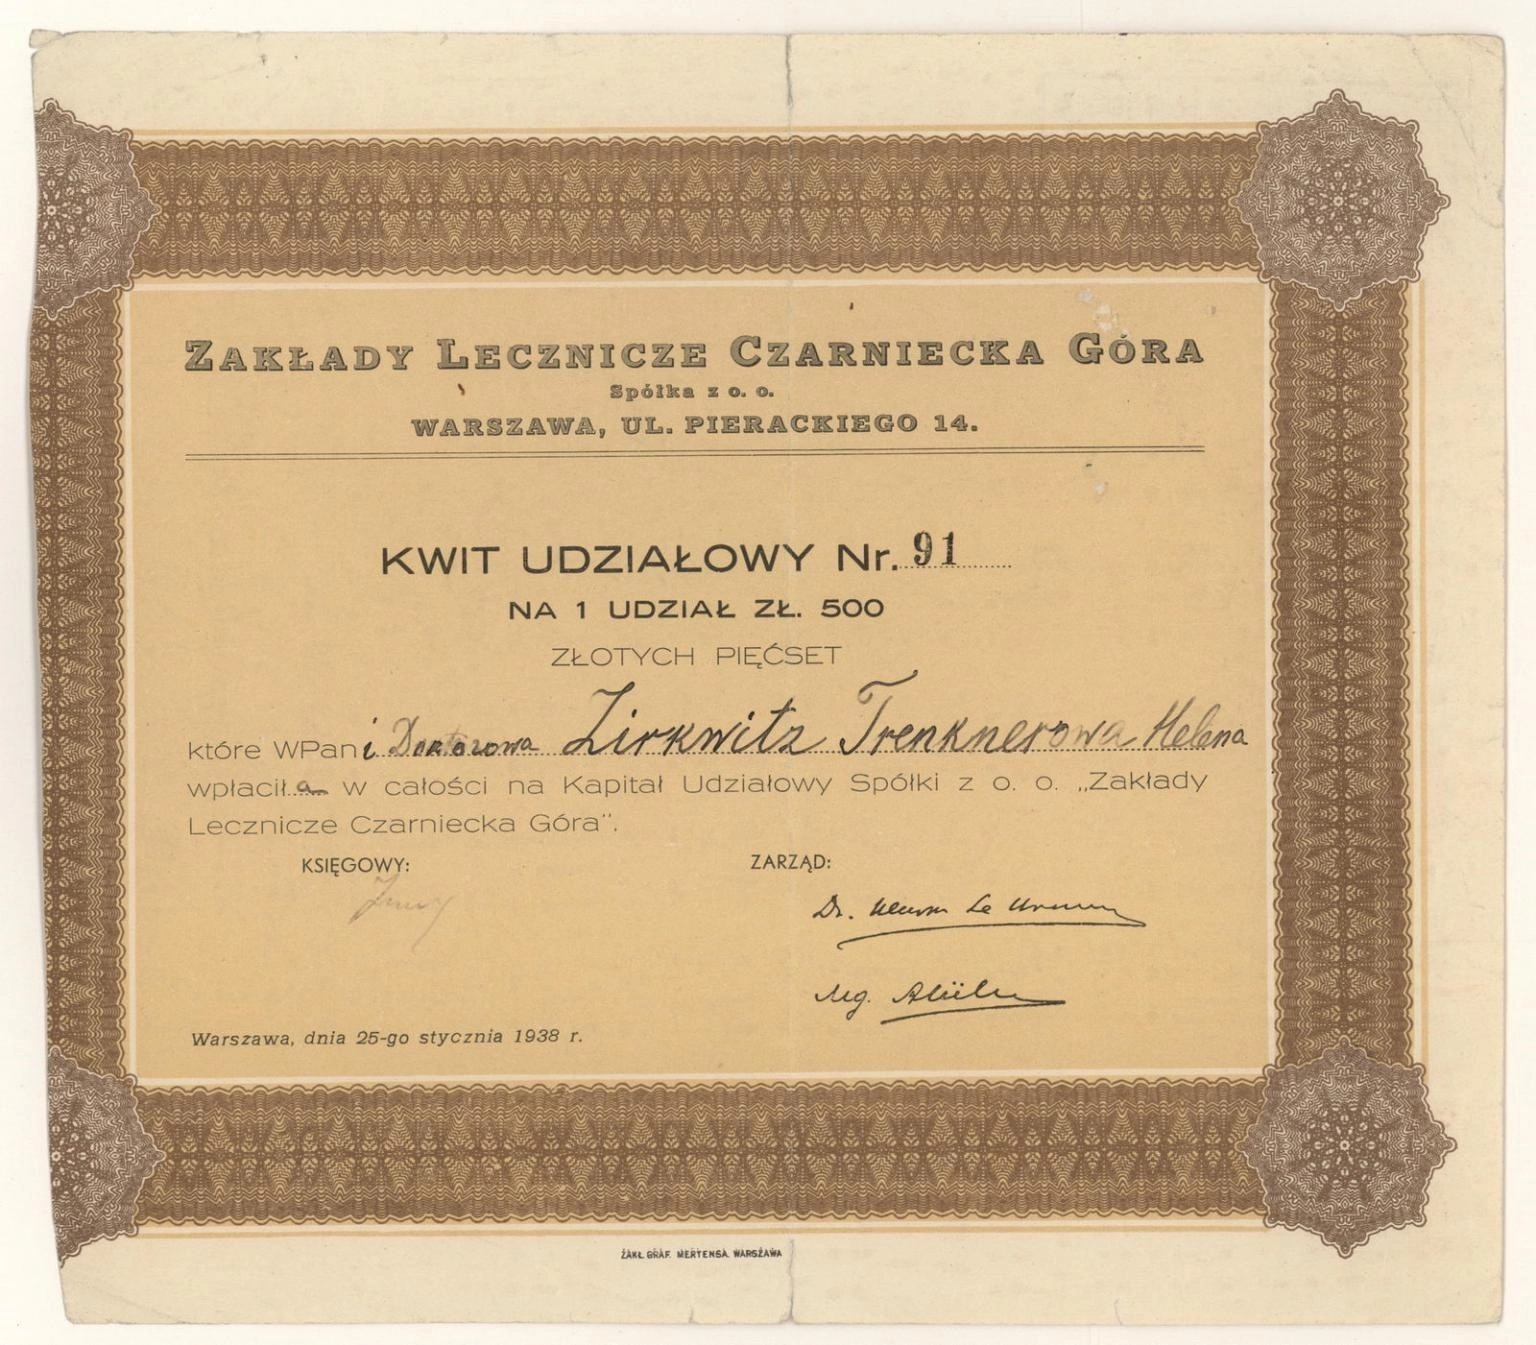 ZAKŁADY LECZNICZE CZARNIECKA GÓRA
Spółka z o. o.
WARSZAWA, UL. PIERACKIEGO 14.
KWIT UDZIAŁOWY Nr. 91
NA 1 UDZIAŁ ZŁ. 500
ZŁOTYCH PIĘĆSET
które WPani Doktorowa Zirkwitz Trenknerowa Helena
wpłaciła w całości na Kapitał Udziałowy Spółki z o. o. „Zakłady
Lecznicze Czarniecka Góra".
KSIĘGOWY:
ZARZĄD:
Dr.
Mg.
Warszawa, dnia 25-go stycznia 1938 r.
ZAKŁ. GRAF. MERTENSA. WARSZAWA